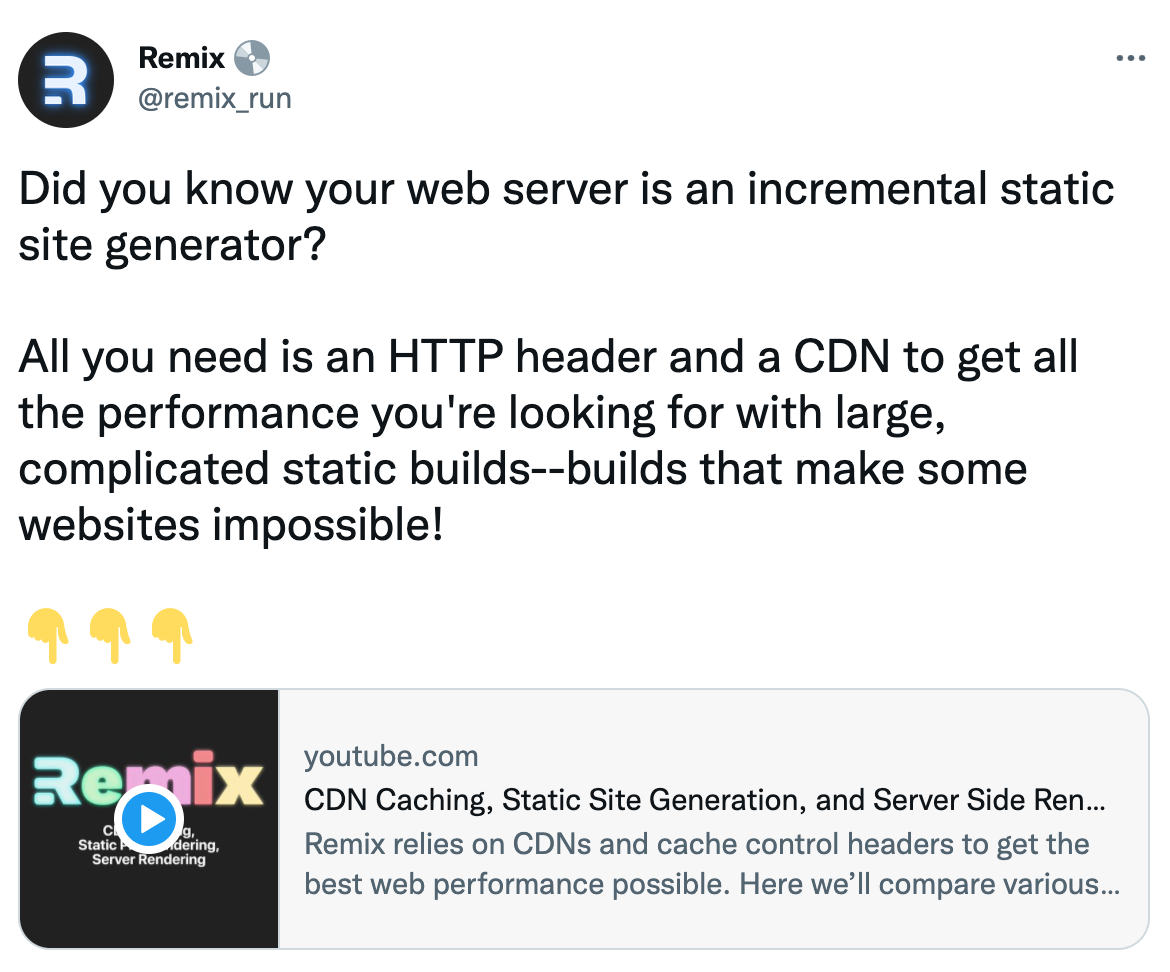 Remix 💿
@remix_run
Did you know your web server is an incremental static
site generator?
All you need is an HTTP header and a CDN to get all
the performance you're looking for with large,
complicated static builds--builds that make some
websites impossible!
👇👇👇
Remix
Static
Server Rendering
youtube.com
CDN Caching, Static Site Generation, and Server Side Ren...
Remix relies on CDNs and cache control headers to get the
best web performance possible. Here we’ll compare various...